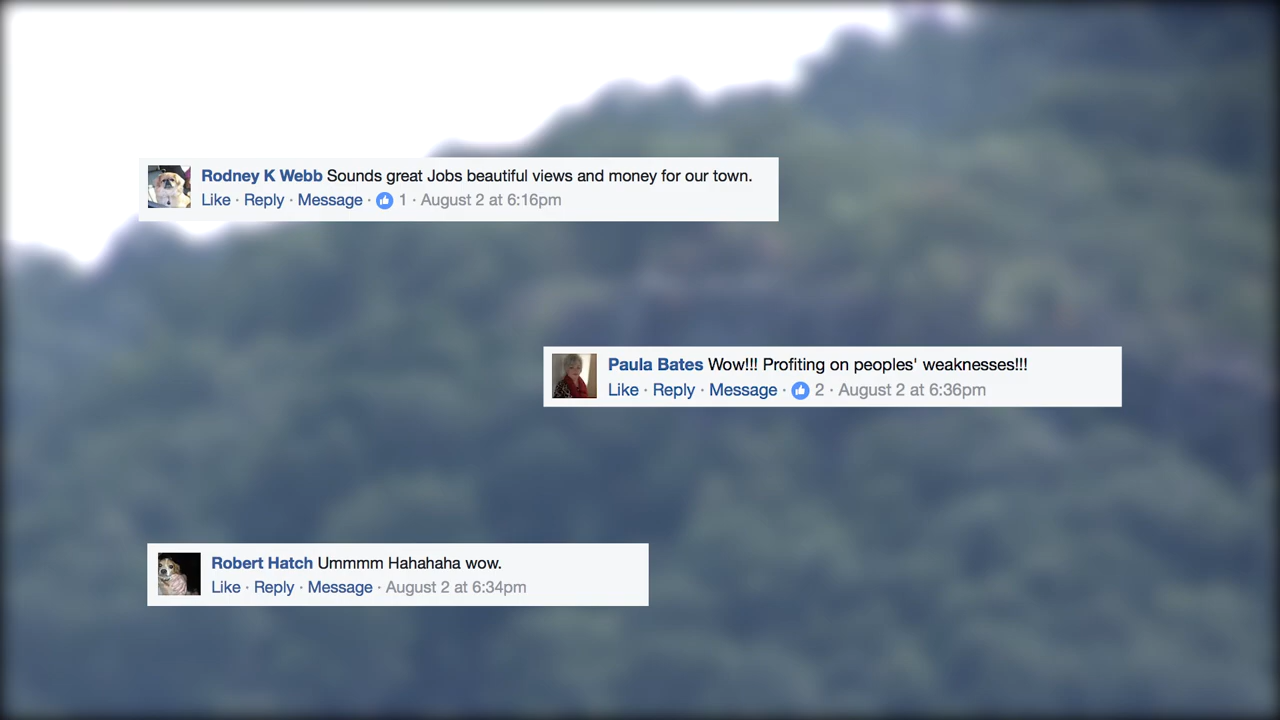 Rodney K Webb Sounds great Jobs beautiful views and money for our town.
Like · Reply · Message · 1 · August 2 at 6:16pm
Paula Bates Wow!!! Profiting on peoples' weaknesses!!!
Like · Reply · Message · 2 · August 2 at 6:36pm
Robert Hatch Ummmm Hahahaha wow.
Like · Reply · Message · August 2 at 6:34pm